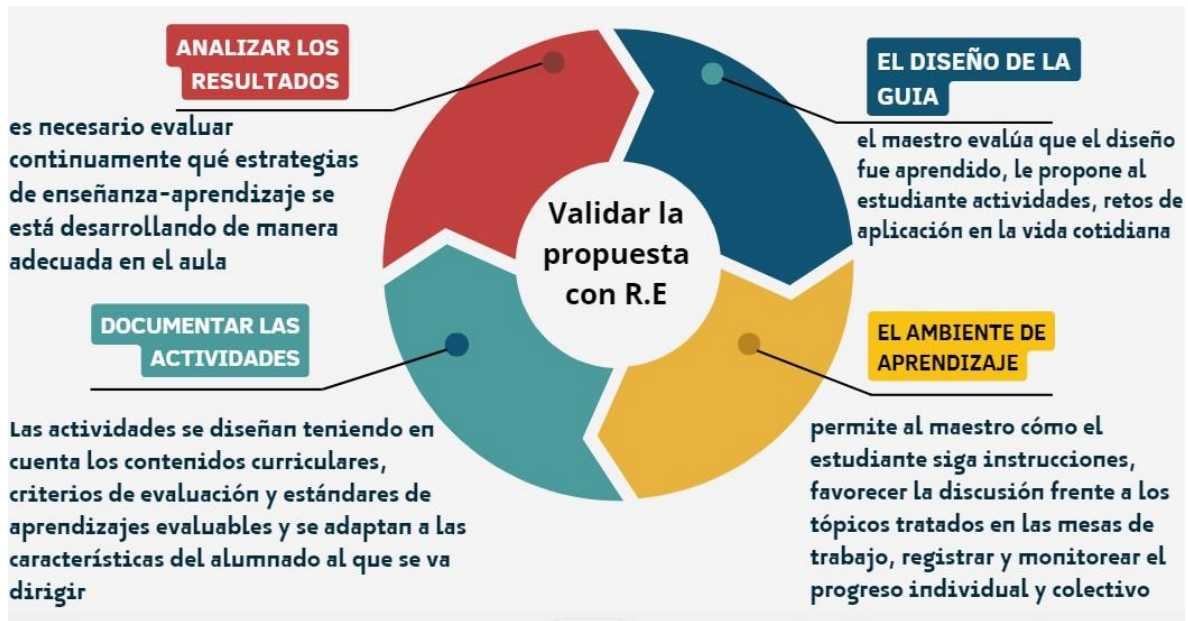 ANALIZAR LOS
RESULTADOS
es necesario evaluar
continuamente qué estrategias
de enseñanza-aprendizaje se
está desarrollando de manera
adecuada en el aula
EL DISEÑO DE LA
GUIA
el maestro evalúa que el diseño
fue aprendido, le propone al
estudiante actividades, retos de
aplicación en la vida cotidiana
Validar la
propuesta
con R.E
DOCUMENTAR LAS
ACTIVIDADES
Las actividades se diseñan teniendo en
cuenta los contenidos curriculares,
criterios de evaluación y estándares de
aprendizajes evaluables y se adaptan a las
características del alumnado al que se va
dirigir
EL AMBIENTE DE
APRENDIZAJE
permite al maestro cómo el
estudiante siga instrucciones,
favorecer la discusión frente a los
tópicos tratados en las mesas de
trabajo, registrar y monitorear el
progreso individual y colectivo